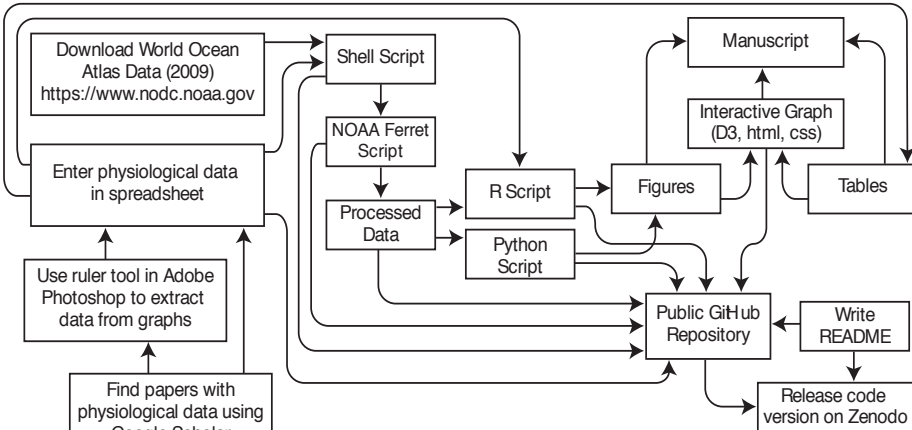 Download World Ocean
Atlas Data (2009)
https://www.nodc.noaa.gov
Shell Script
Manuscript
NOAA Ferret
Script
Interactive Graph
(D3, html, css)
Enter physiological data
in spreadsheet
R Script
Figures
Tables
Processed
Data
Python
Script
Use ruler tool in Adobe
Photoshop to extract
data from graphs
Public GitHub
Repository
Write
README
Find papers with
physiological data using
Google Scholar
Release code
version on Zenodo